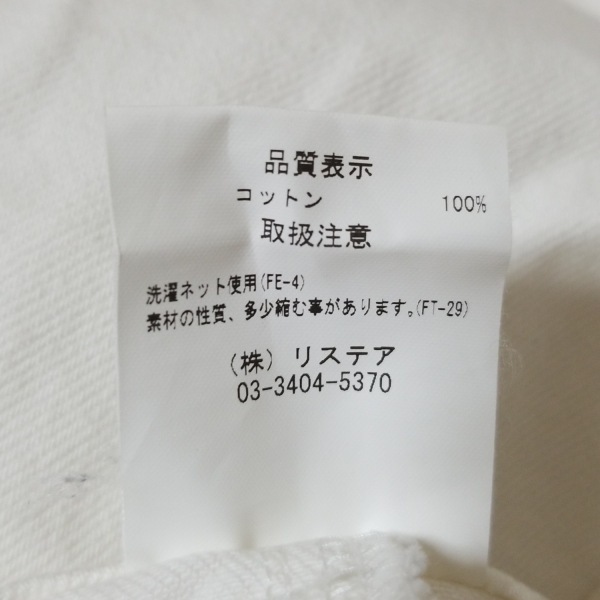 品質表示
コットン 100%
取扱注意
洗濯ネット使用(FE-4)
素材の性質、多少縮む事があります。(FT-29)
(株) リステア
03-3404-5370